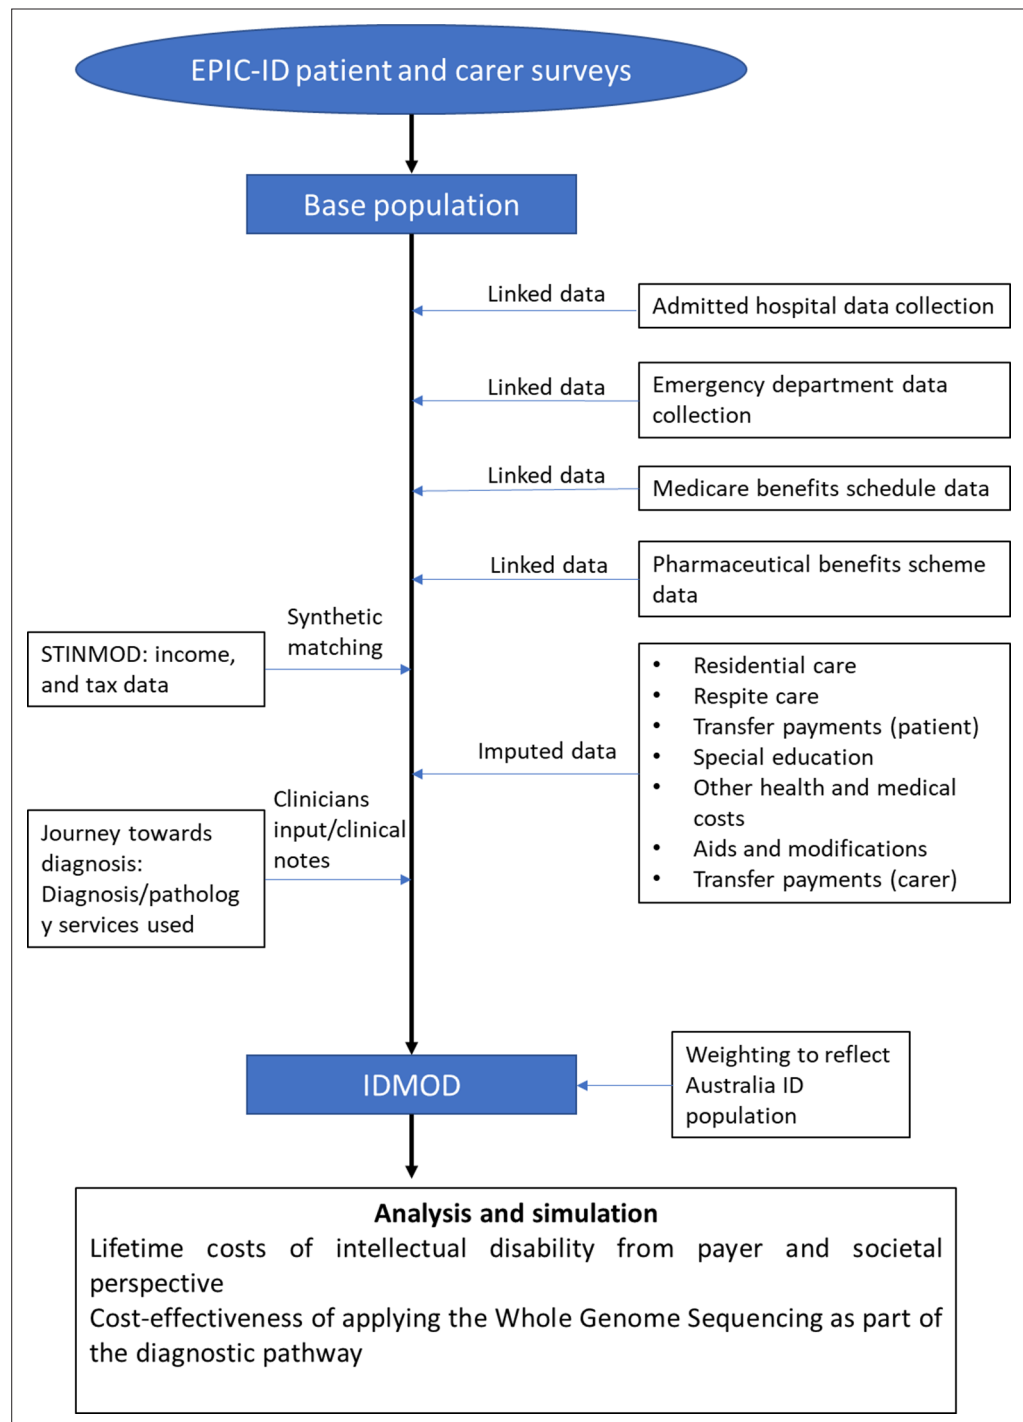 EPIC-ID patient and carer surveys
Base population
Linked data
Admitted hospital data collection
Linked data
Emergency department data
collection
Linked data
Medicare benefits schedule data
Linked data
Pharmaceutical benefits scheme
data
Synthetic
matching
STINMOD: income,
and tax data
• Residential care
• Respite care
• Transfer payments (patient)
• Special education
• Other health and medical
costs
• Aids and modifications
• Transfer payments (carer)
Imputed data
Clinicians
input/clinical
notes
Journey towards
diagnosis:
Diagnosis/patholog
y services used
IDMOD
Weighting to reflect
Australia ID
population
Analysis and simulation
Lifetime costs of intellectual disability from payer and societal
perspective
Cost-effectiveness of applying the Whole Genome Sequencing as part of
the diagnostic pathway